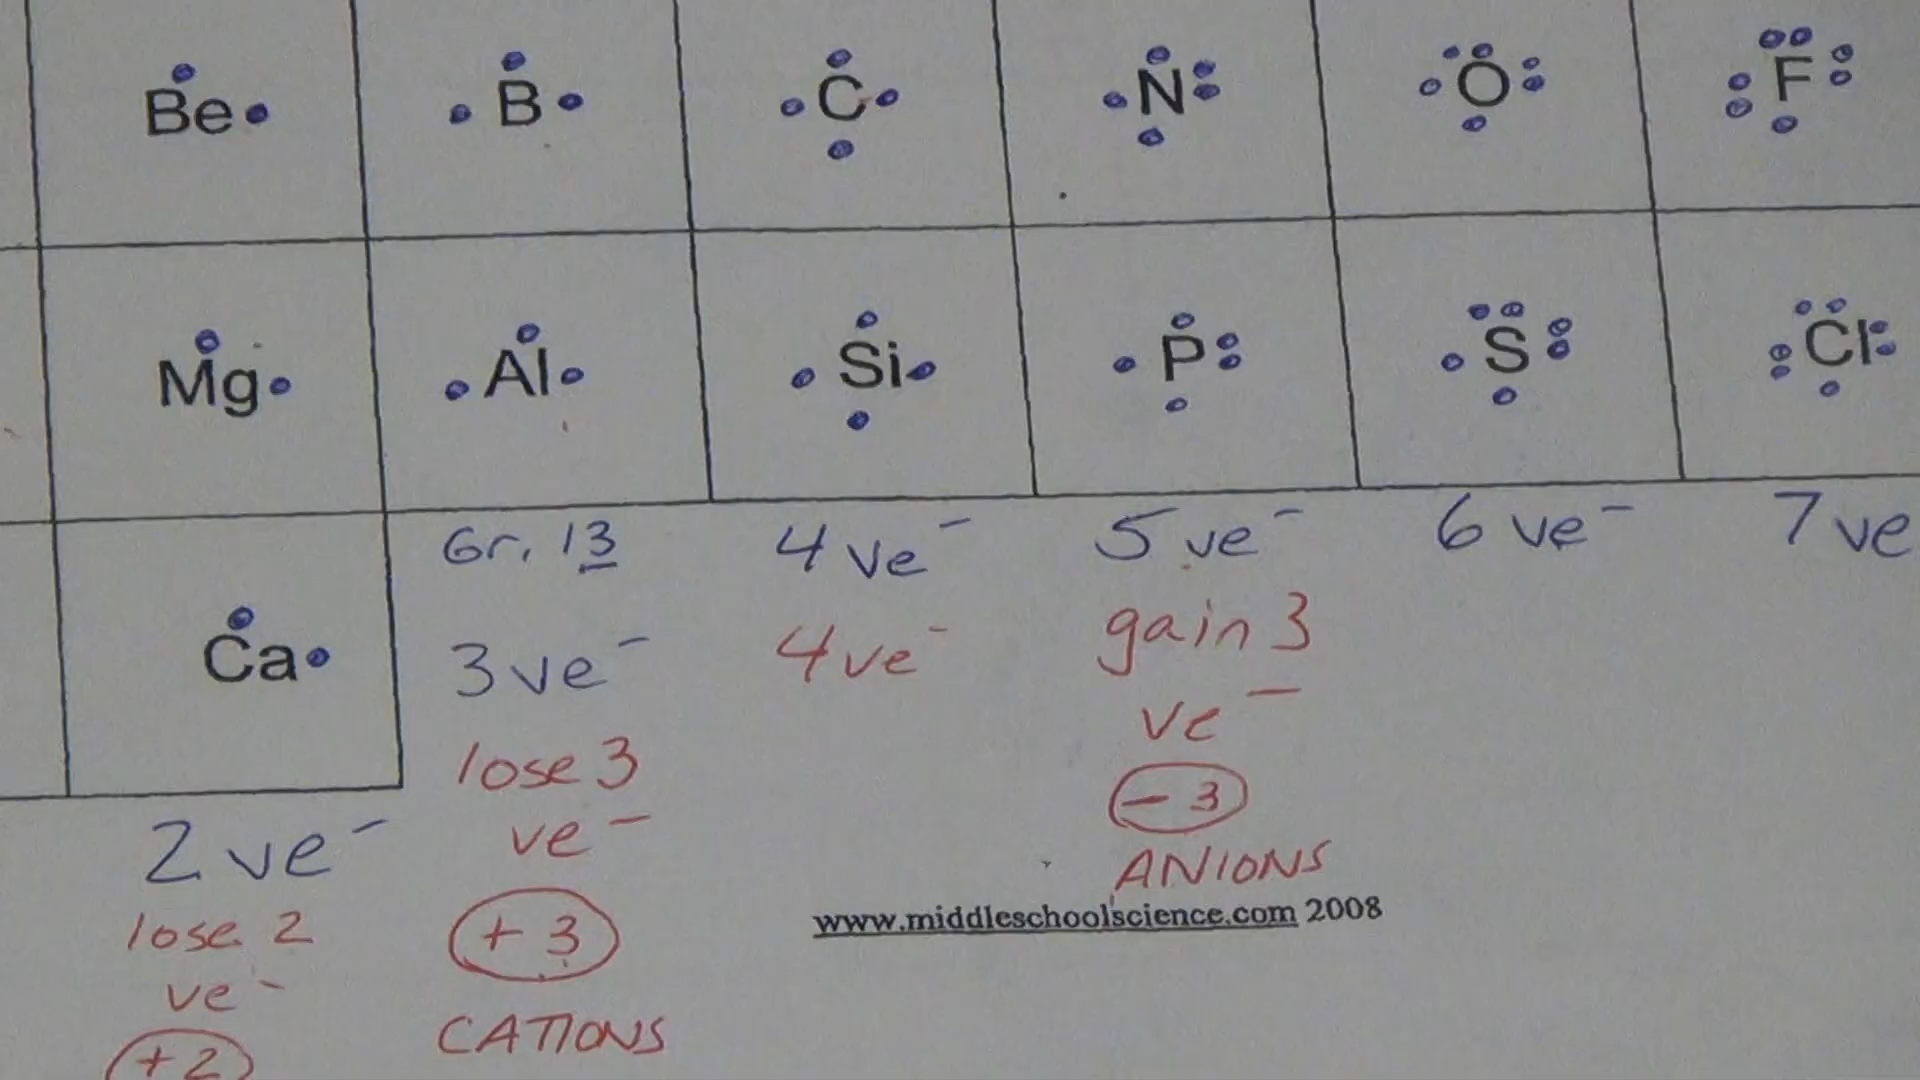 Be B C N O F
Mg Al Si P S Cl
Gr. 13 4 ve⁻ 5 ve⁻ 6 ve⁻ 7 ve
Ca 3 ve⁻ 4 ve⁻ gain 3
ve⁻
lose 3
ve⁻
- 3
2 ve⁻
ANIONS
lose 2
ve⁻
+ 3
www.middleschoolscience.com 2008
+2
CATIONS